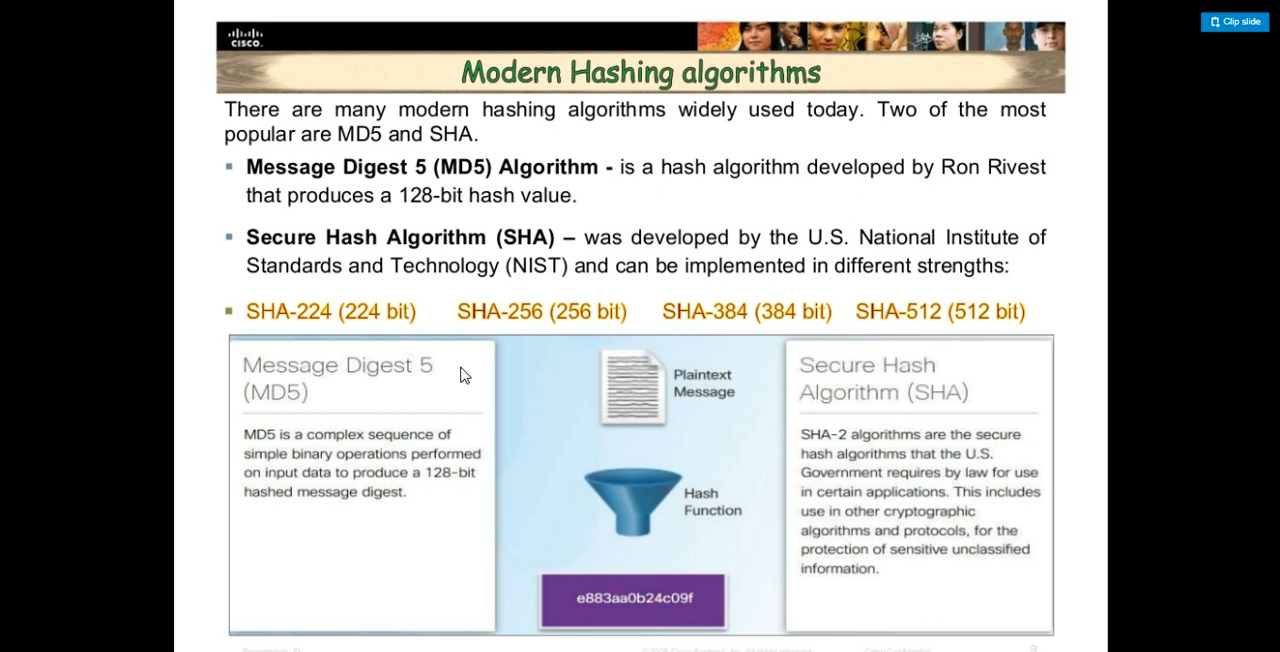 Clip slide
CISCO.
Modern Hashing algorithms
There are many modern hashing algorithms widely used today. Two of the most
popular are MD5 and SHA.
▪ Message Digest 5 (MD5) Algorithm - is a hash algorithm developed by Ron Rivest
that produces a 128-bit hash value.
▪ Secure Hash Algorithm (SHA) – was developed by the U.S. National Institute of
Standards and Technology (NIST) and can be implemented in different strengths:
▪ SHA-224 (224 bit) SHA-256 (256 bit) SHA-384 (384 bit) SHA-512 (512 bit)
Message Digest 5
(MD5)
MD5 is a complex sequence of
simple binary operations performed
on input data to produce a 128-bit
hashed message digest.
Plaintext
Message
Hash
Function
e883aa0b24c09f
Secure Hash
Algorithm (SHA)
SHA-2 algorithms are the secure
hash algorithms that the U.S.
Government requires by law for use
in certain applications. This includes
use in other cryptographic
algorithms and protocols, for the
protection of sensitive unclassified
information.